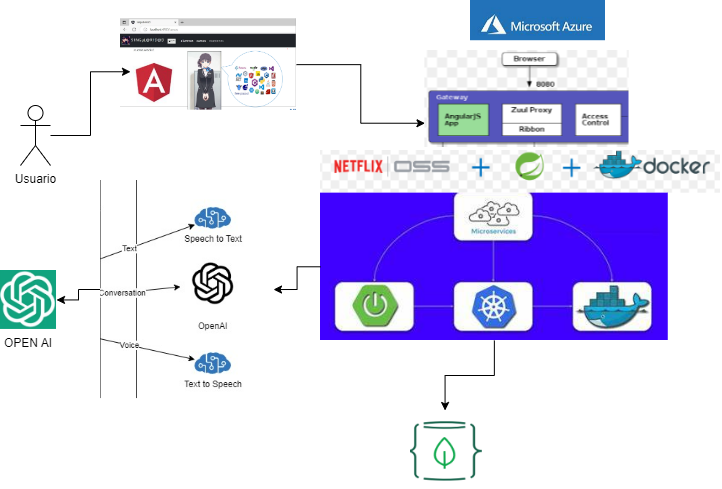 Microsoft Azure
Browser
8080
Gateway
AngularJS
App
Zuul Proxy
Ribbon
Access
Control
Usuario
NETFLIX OSS + + docker
Microservices
Text
Speech to Text
Conversation
OpenAI
OPEN AI
Voice
Text to Speech